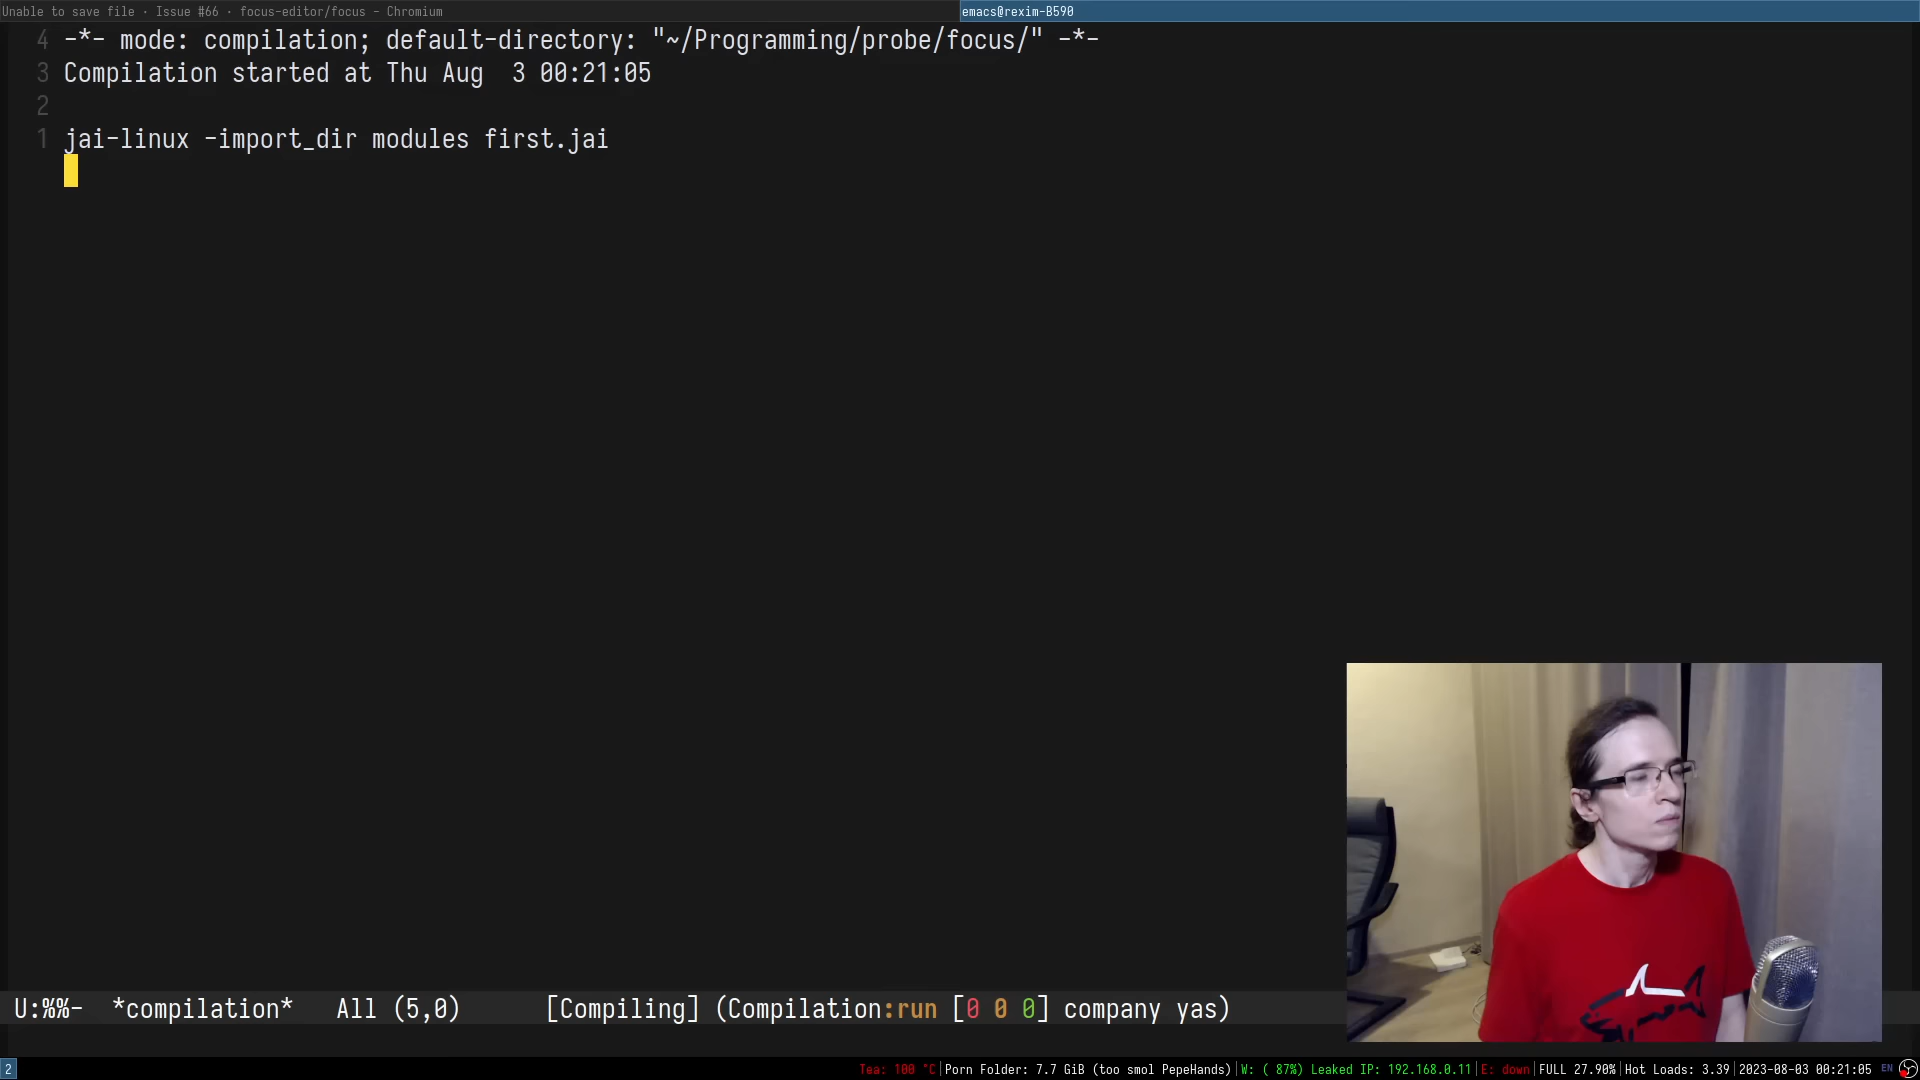 Unable to save file · Issue #66 · focus-editor/focus - Chromium
emacs@rexim-B590
4 -*- mode: compilation; default-directory: "~/Programming/probe/focus/" -*-
3 Compilation started at Thu Aug  3 00:21:05
2
1 jai-linux -import_dir modules first.jai
U:%%-  *compilation*   All (5,0)      [Compiling] (Compilation:run [0 0 0] company yas)
2 Tea: 100 °C|Porn Folder: 7.7 GiB (too smol PepeHands)|W: ( 87%) Leaked IP: 192.168.0.11|E: down|FULL 27.90%|Hot Loads: 3.39|2023-08-03 00:21:05 EN